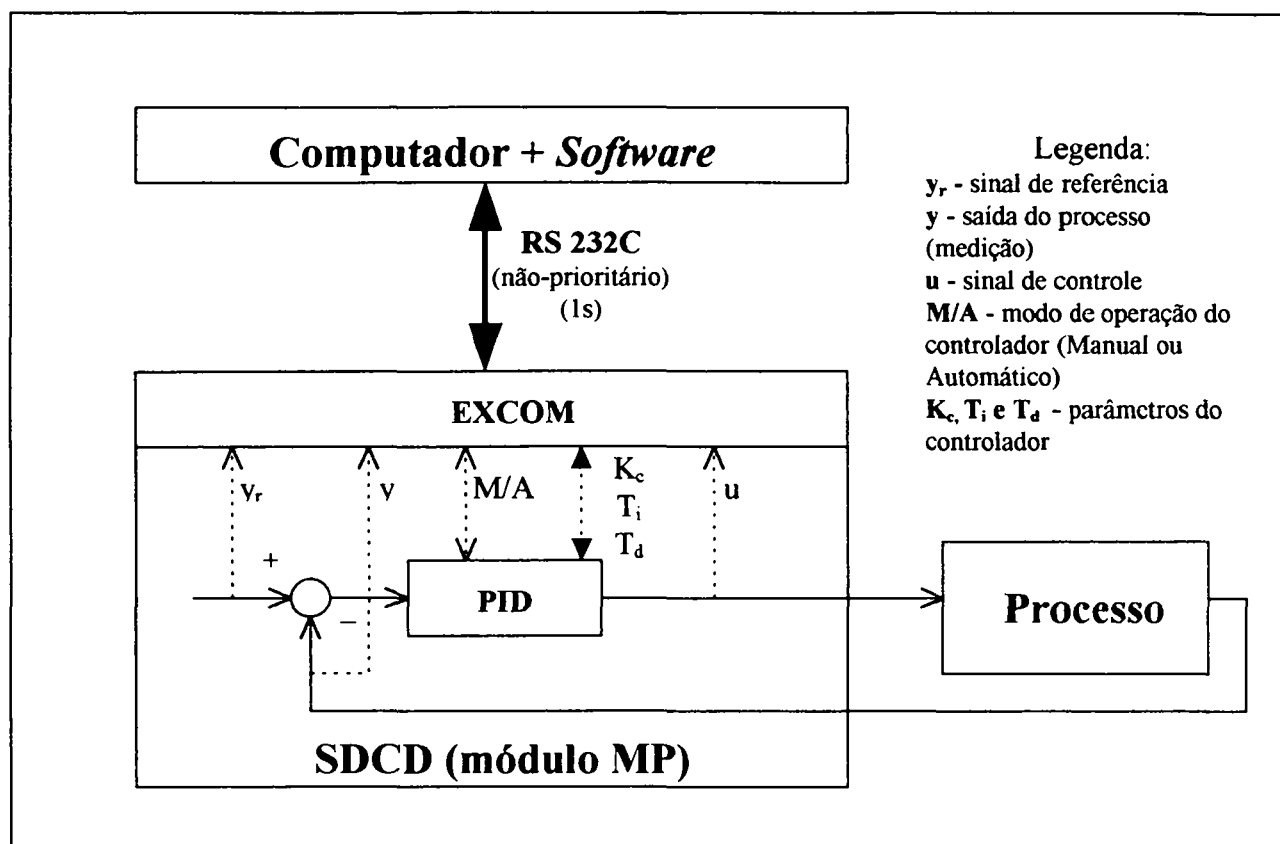 Computador + Software
RS 232C
(não-prioritário)
(1s)
Legenda:
yr - sinal de referência
y - saída do processo
(medição)
u - sinal de controle
M/A - modo de operação do
controlador (Manual ou
Automático)
Kc, Ti e Td - parâmetros do
controlador
EXCOM
yr
y
M/A
Kc
Ti
Td
u
+
−
PID
Processo
SDCD (módulo MP)